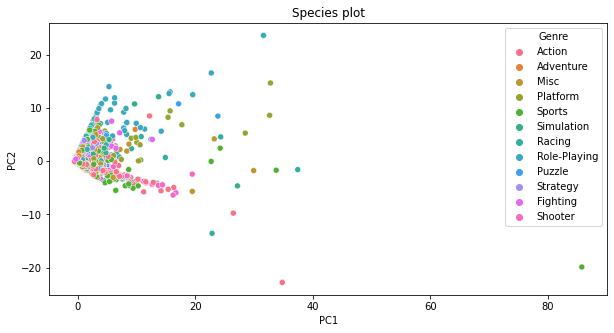 Species plot
Genre
Action
Adventure
Misc
Platform
Sports
Simulation
Racing
Role-Playing
Puzzle
Strategy
Fighting
Shooter
PC2
20
10
0
−10
−20
0
20
40
60
80
PC1